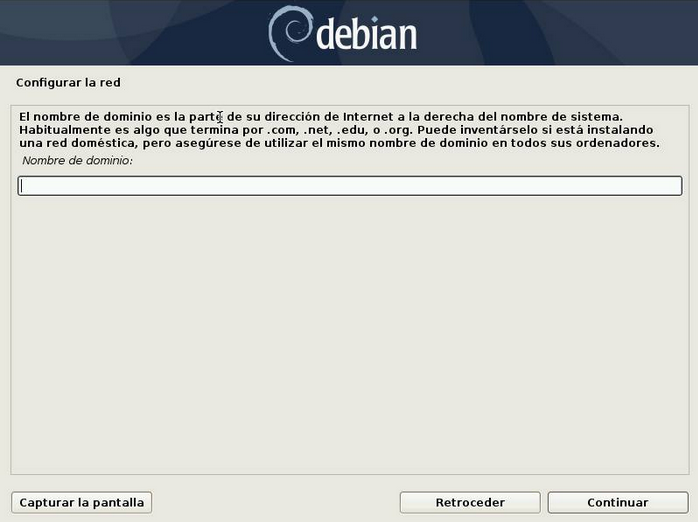 debian
Configurar la red
El nombre de dominio es la parte de su dirección de Internet a la derecha del nombre de sistema.
Habitualmente es algo que termina por .com, .net, .edu, o .org. Puede inventárselo si está instalando
una red doméstica, pero asegúrese de utilizar el mismo nombre de dominio en todos sus ordenadores.
Nombre de dominio:
Capturar la pantalla
Retroceder
Continuar